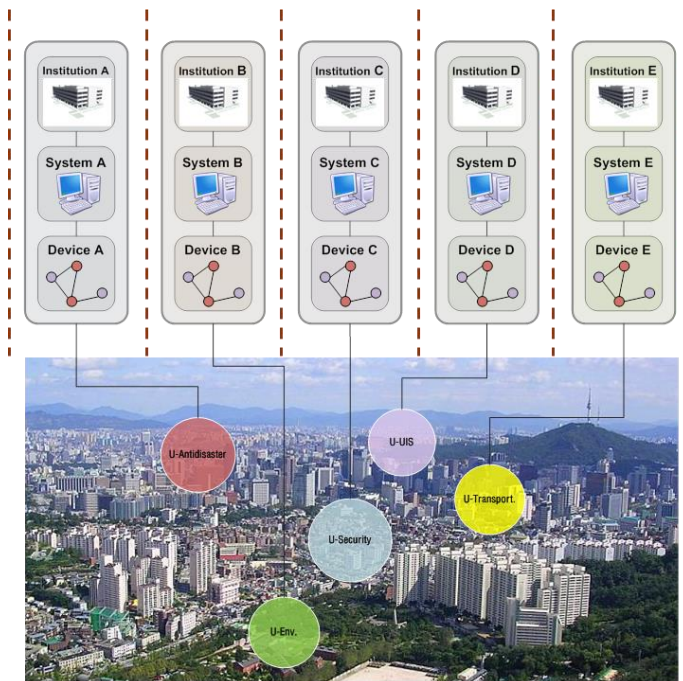 Institution A
Institution B
Institution C
Institution D
Institution E
System A
System B
System C
System D
System E
Device A
Device B
Device C
Device D
Device E
U-Antidisaster
U-UIS
U-Transport.
U-Security
U-Env.